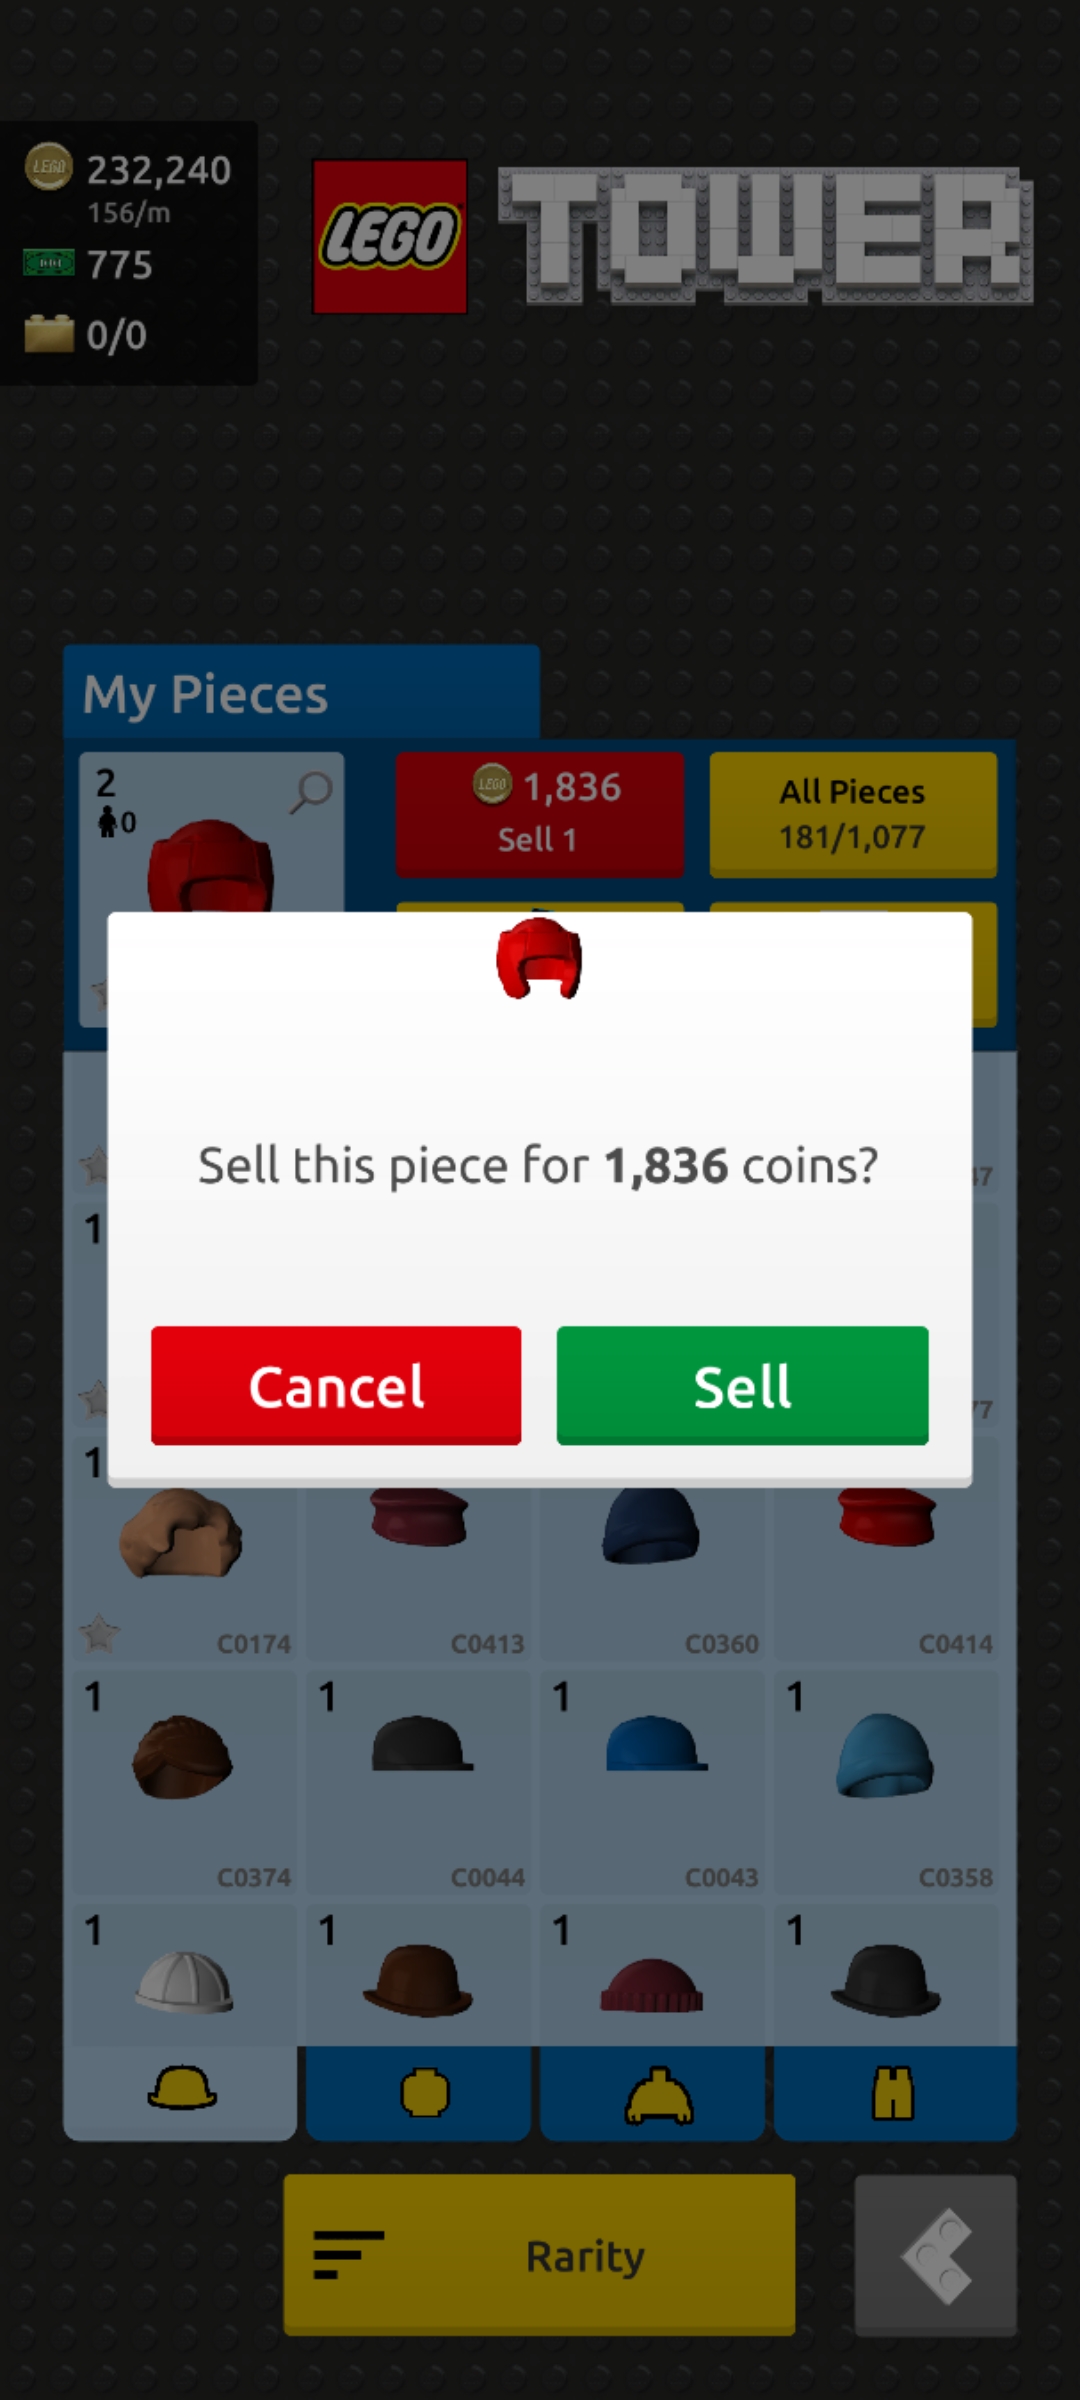 232,240
156/m
775
0/0
LEGO
TOWER
My Pieces
2
0
1,836
Sell 1
All Pieces
181/1,077
Sell this piece for 1,836 coins?
Cancel
Sell
1
1
C0174
C0413
C0360
C0414
1
1
1
1
C0374
C0044
C0043
C0358
1
1
1
1
Rarity